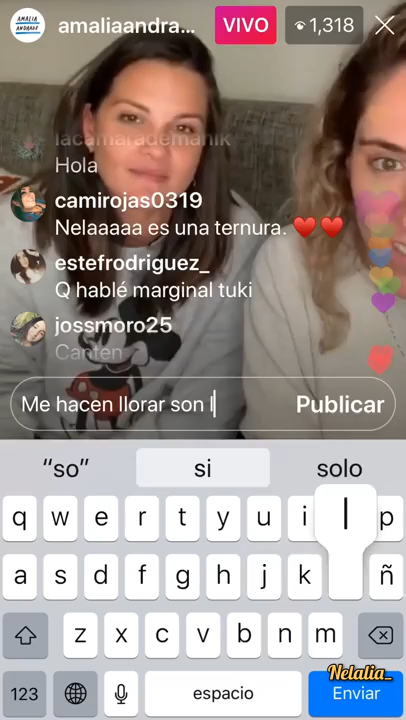 AMALIA
ANDRADE
amaliaandra...
VIVO
1,318
lacamarademanik
Hola
camirojas0319
Nelaaaaa es una ternura. ❤️❤️
estefrodriguez_
Q hablé marginal tuki
jossmoro25
Canten
Me hacen llorar son l
Publicar
“so”
si
solo
q w e r t y u i l p
a s d f g h j k ñ
z x c v b n m
123
espacio
Enviar
Nelalia_